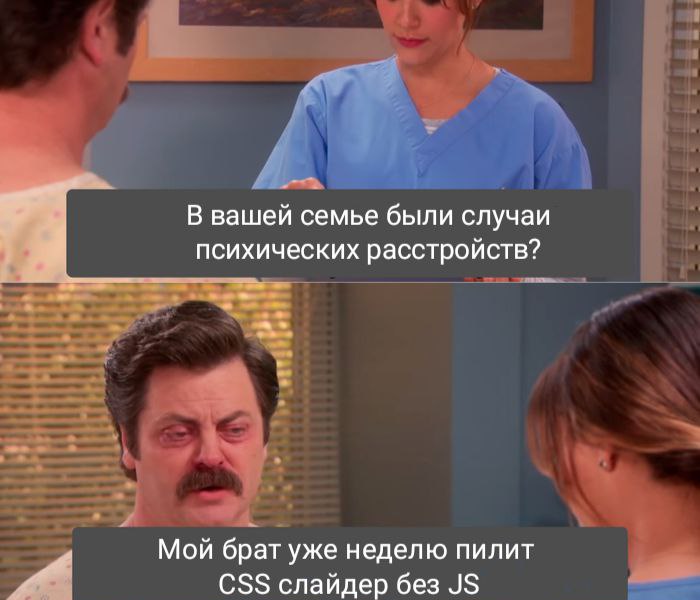 В вашей семье были случаи
психических расстройств?
Мой брат уже неделю пилит
CSS слайдер без JS